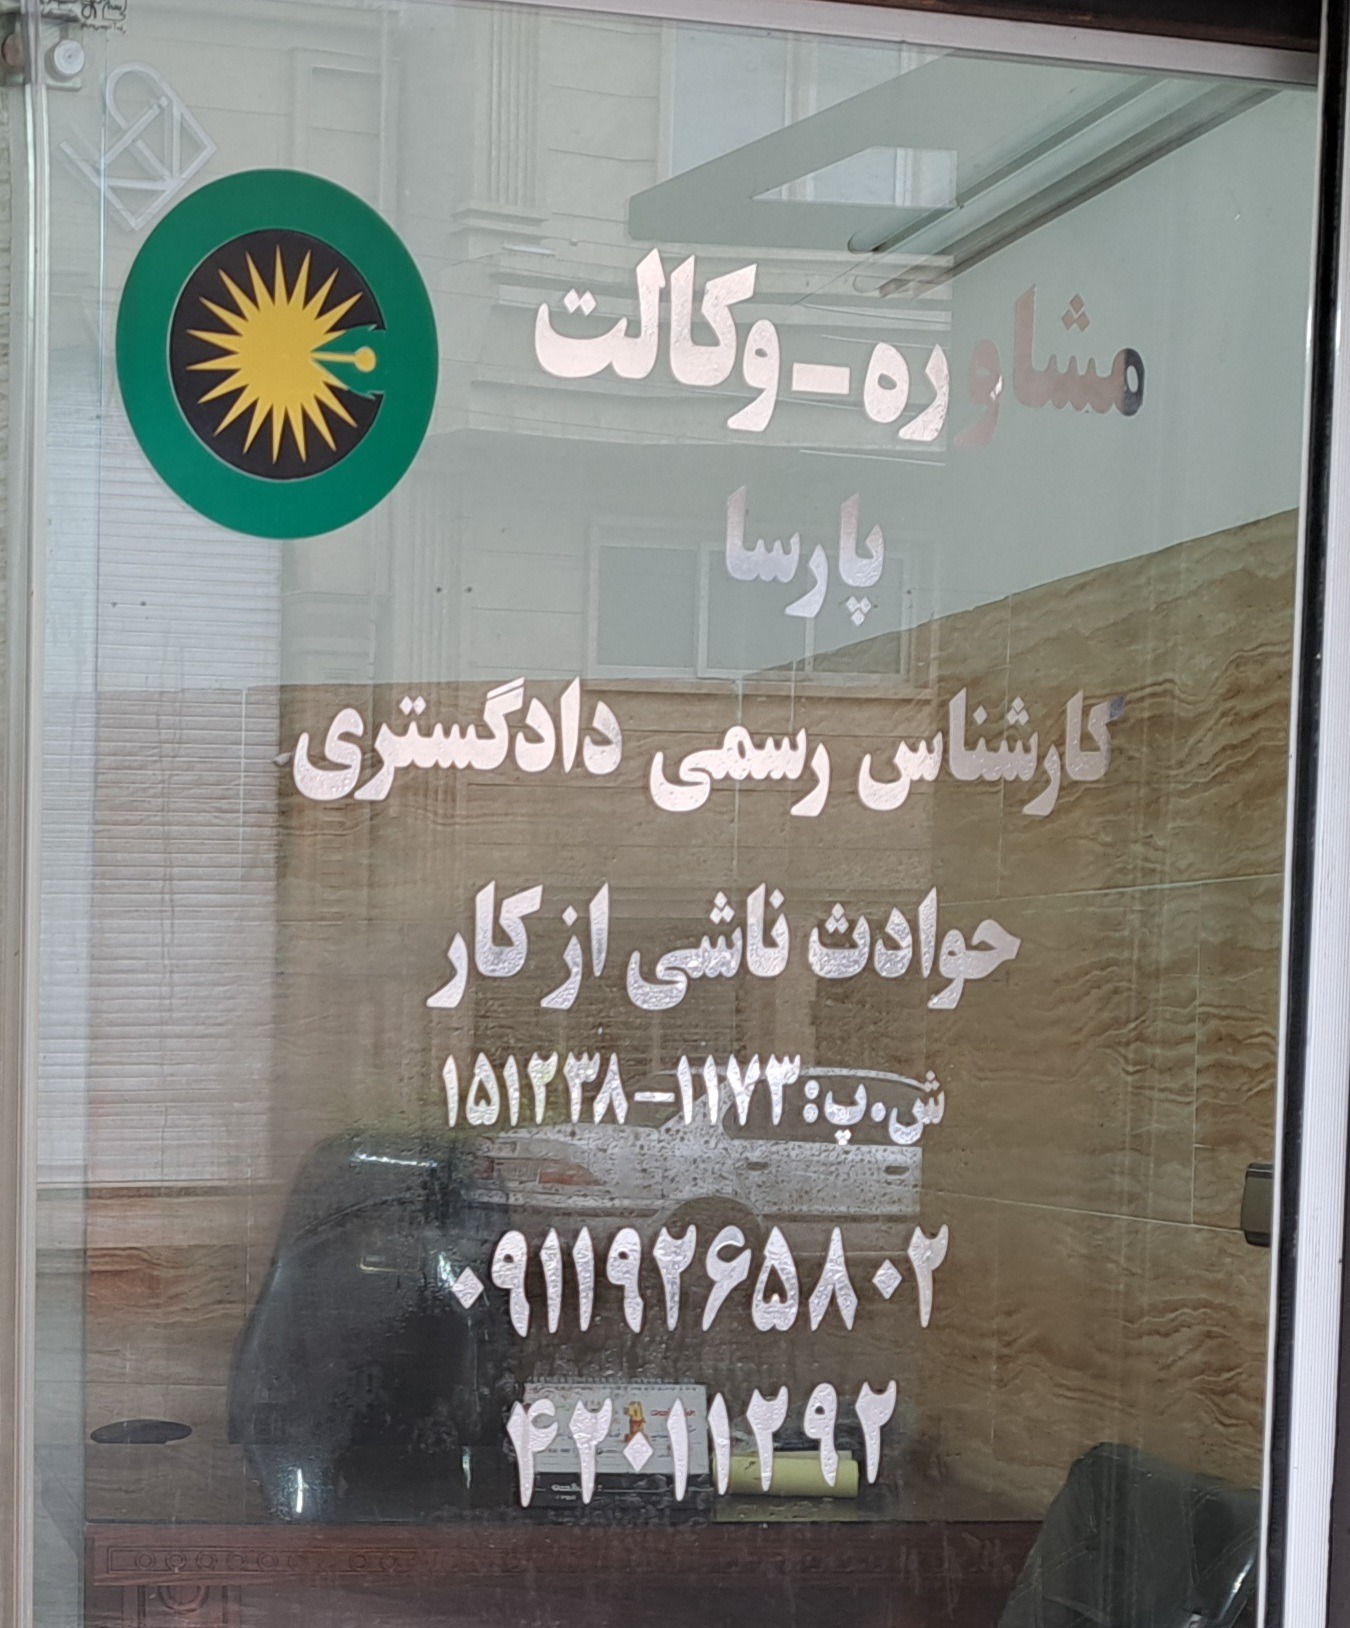 مشاوره - وکالت
پارسا
کارشناس رسمی دادگستری
حوادث ناشی از کار
ش.پ: ۱۱۷۳-۱۵۱۲۳۸
۰۹۱۱۹۲۶۵۸۰۲
۴۲۰۱۱۲۹۲